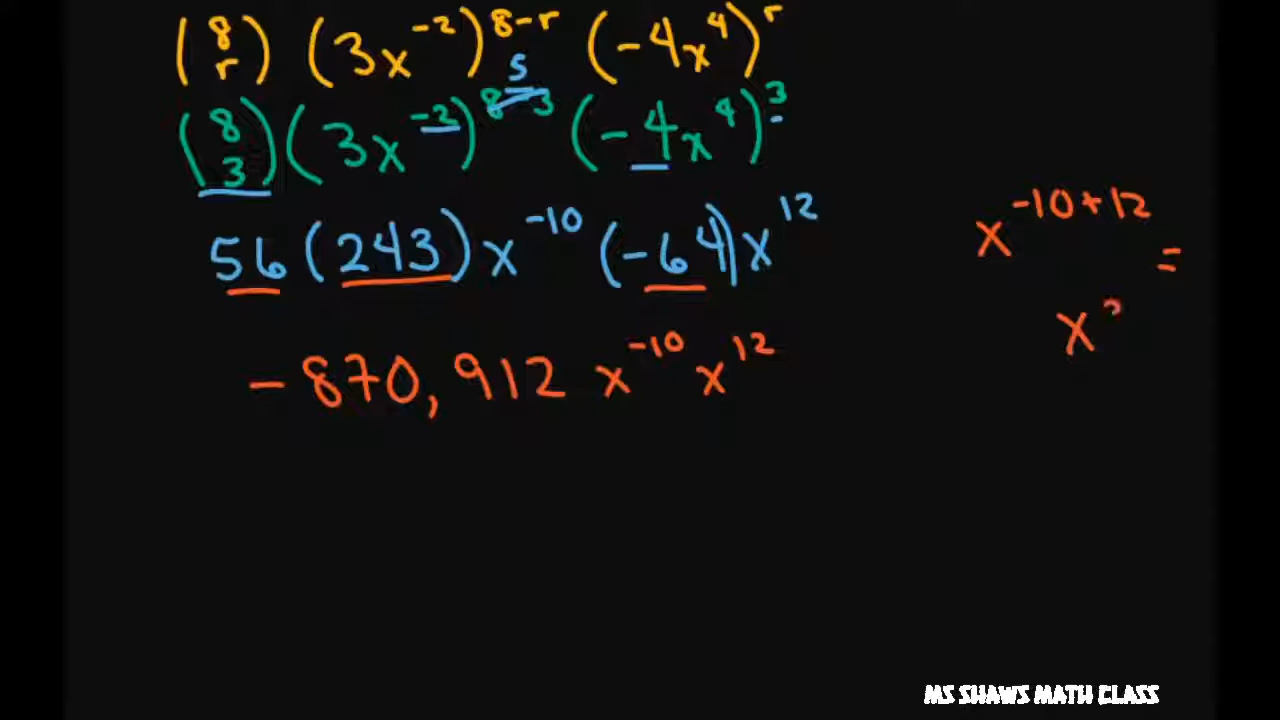 (8 r) (3x^-2)^8-r (-4x^4)^r
5
(8 3) (3x^-2)^8-3 (-4x^4)^3
56 (243) x^-10 (-64) x^12
x^-10+12 =
x
- 870,912 x^-10 x^12
MS SHAWS MATH CLASS